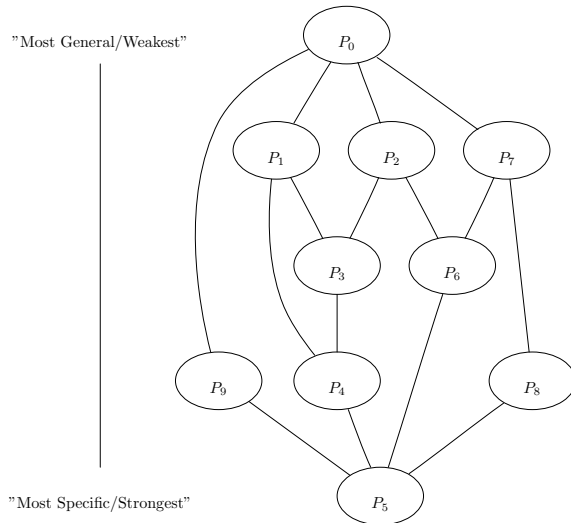 "Most General/Weakest"
P0
P1
P2
P7
P3
P6
P9
P4
P8
"Most Specific/Strongest"
P5